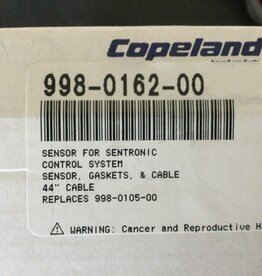 Copeland
998-0162-00
SENSOR FOR SENTRONIC
CONTROL SYSTEM
SENSOR, GASKETS, & CABLE
44" CABLE
REPLACES 998-0105-00
⚠ WARNING: Cancer and Reproductive Ha